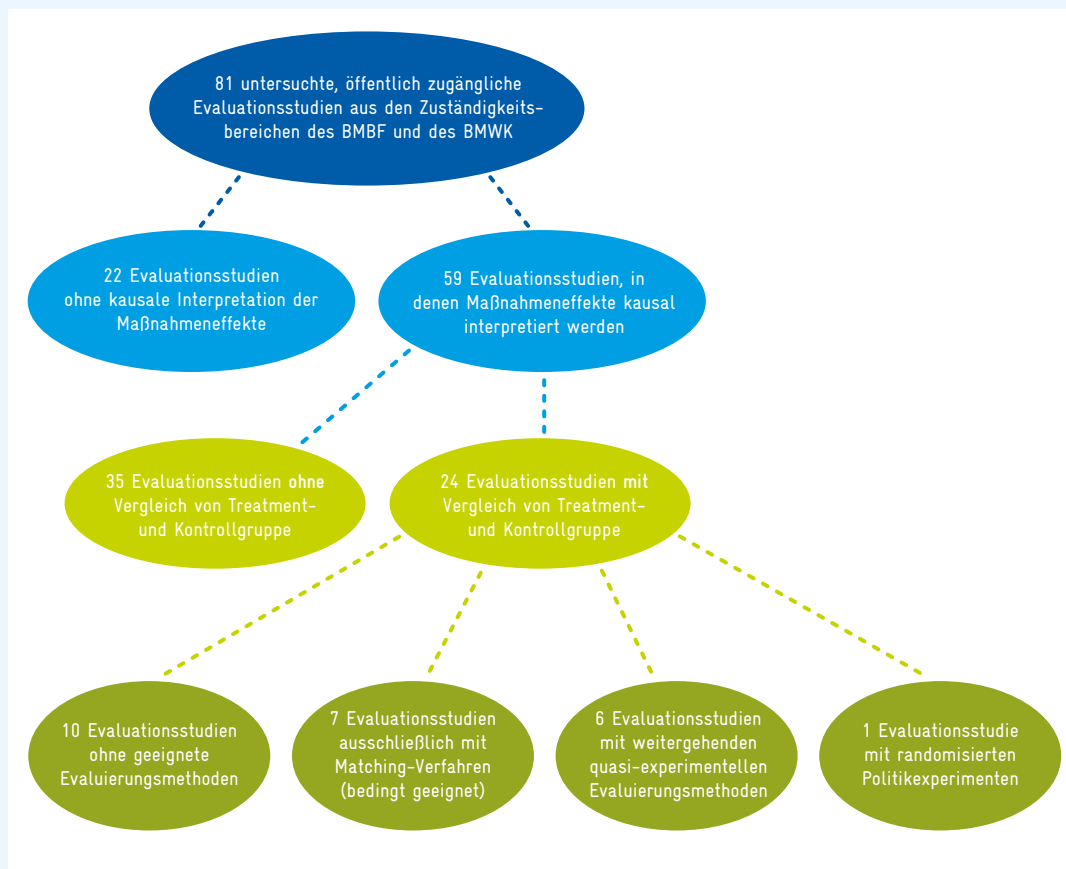 81 untersuchte, öffentlich zugängliche
Evaluationsstudien aus den Zuständigkeits-
bereichen des BMBF und des BMWK
22 Evaluationsstudien
ohne kausale Interpretation der
Maßnahmeneffekte
59 Evaluationsstudien, in
denen Maßnahmeneffekte kausal
interpretiert werden
35 Evaluationsstudien ohne
Vergleich von Treatment-
und Kontrollgruppe
24 Evaluationsstudien mit
Vergleich von Treatment-
und Kontrollgruppe
10 Evaluationsstudien
ohne geeignete
Evaluierungsmethoden
7 Evaluationsstudien
ausschließlich mit
Matching-Verfahren
(bedingt geeignet)
6 Evaluationsstudien
mit weitergehenden
quasi-experimentellen
Evaluierungsmethoden
1 Evaluationsstudie
mit randomisierten
Politikexperimenten